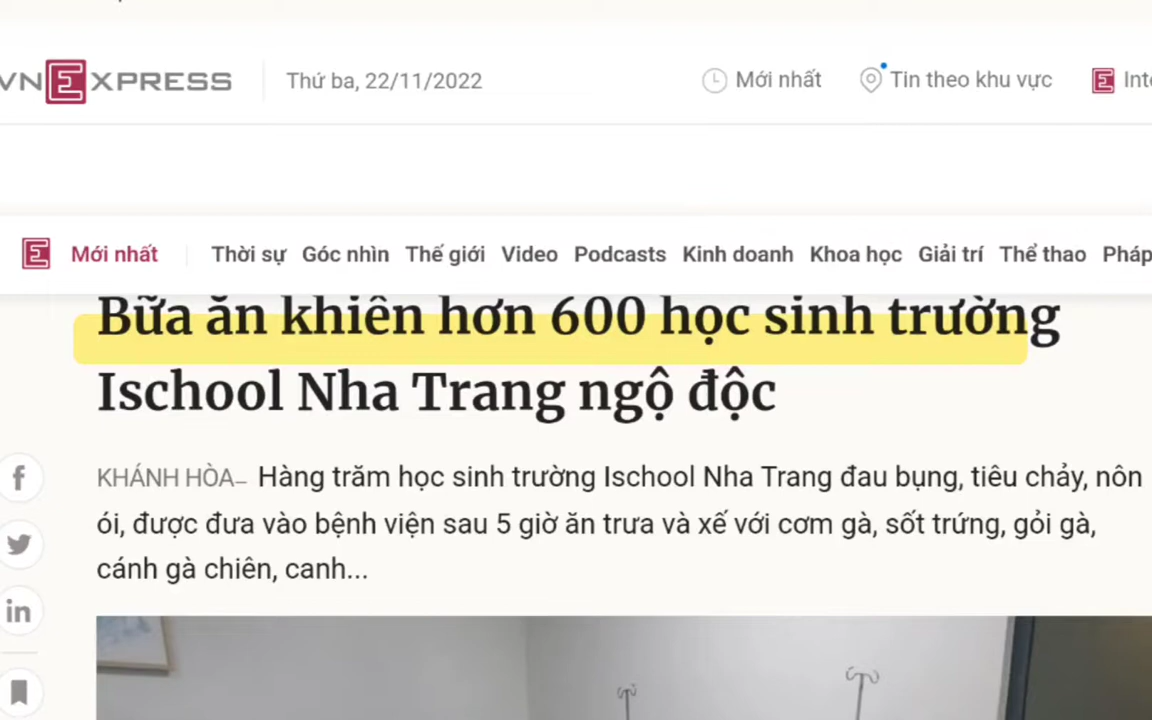 VNEXPRESS
Thứ ba, 22/11/2022
Mới nhất
Tin theo khu vực
Mới nhất
Thời sự Góc nhìn Thế giới Video Podcasts Kinh doanh Khoa học Giải trí Thể thao Pháp
Bữa ăn khiến hơn 600 học sinh trường
Ischool Nha Trang ngộ độc
KHÁNH HÒA– Hàng trăm học sinh trường Ischool Nha Trang đau bụng, tiêu chảy, nôn
ói, được đưa vào bệnh viện sau 5 giờ ăn trưa và xế với cơm gà, sốt trứng, gỏi gà,
cánh gà chiên, canh...